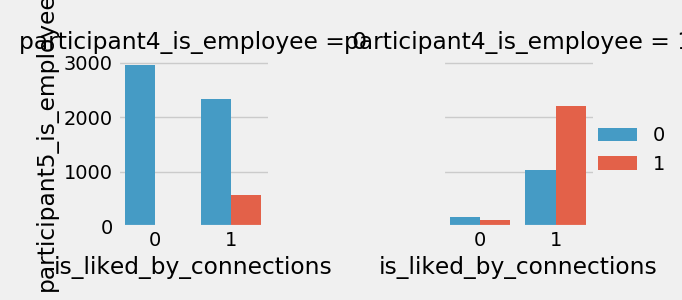 participant4_is_employee = 0
participant4_is_employee = 1
participant5_is_employee
3000
2000
1000
0
0 1
0 1
is_liked_by_connections
is_liked_by_connections
0
1